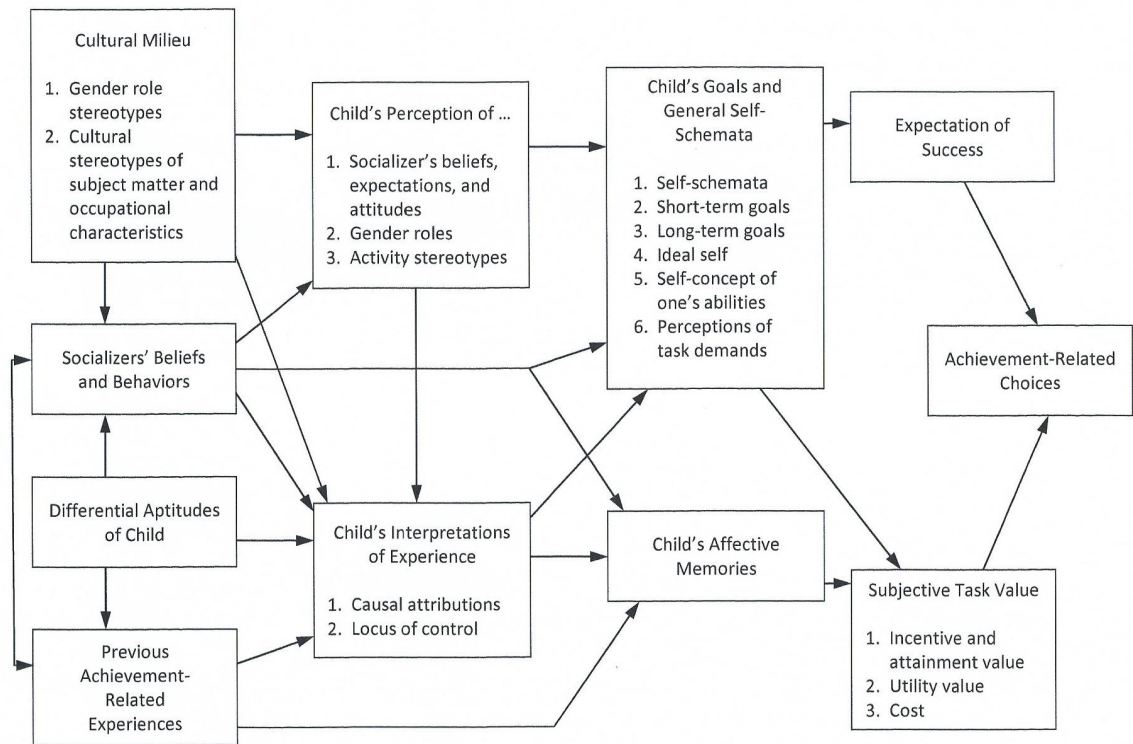 Cultural Milieu
1. Gender role
stereotypes
2. Cultural
stereotypes of
subject matter and
occupational
characteristics
Socializers' Beliefs
and Behaviors
Differential Aptitudes
of Child
Previous
Achievement-
Related
Experiences
Child's Perception of ...
1. Socializer's beliefs,
expectations, and
attitudes
2. Gender roles
3. Activity stereotypes
Child's Interpretations
of Experience
1. Causal attributions
2. Locus of control
Child's Goals and
General Self-
Schemata
1. Self-schemata
2. Short-term goals
3. Long-term goals
4. Ideal self
5. Self-concept of
one's abilities
6. Perceptions of
task demands
Child's Affective
Memories
Expectation of
Success
Subjective Task Value
1. Incentive and
attainment value
2. Utility value
3. Cost
Achievement-Related
Choices